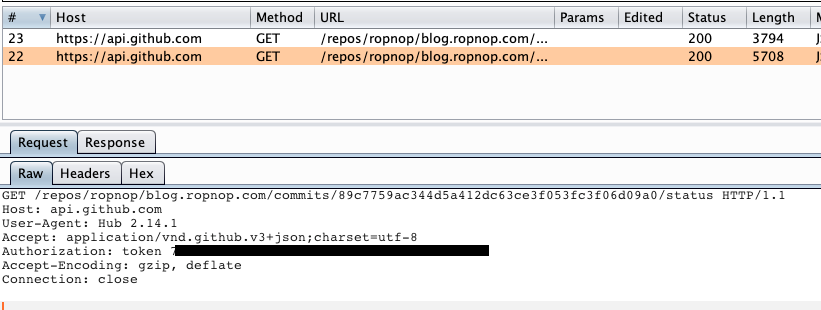 # Host Method URL Params Edited Status Length
23 https://api.github.com GET /repos/ropnop/blog.ropnop.com/... 200 3794
22 https://api.github.com GET /repos/ropnop/blog.ropnop.com/... 200 5708
Request Response
Raw Headers Hex
GET /repos/ropnop/blog.ropnop.com/commits/89c7759ac344d5a412dc63ce3f053fc3f06d09a0/status HTTP/1.1
Host: api.github.com
User-Agent: Hub 2.14.1
Accept: application/vnd.github.v3+json;charset=utf-8
Authorization: token
Accept-Encoding: gzip, deflate
Connection: close